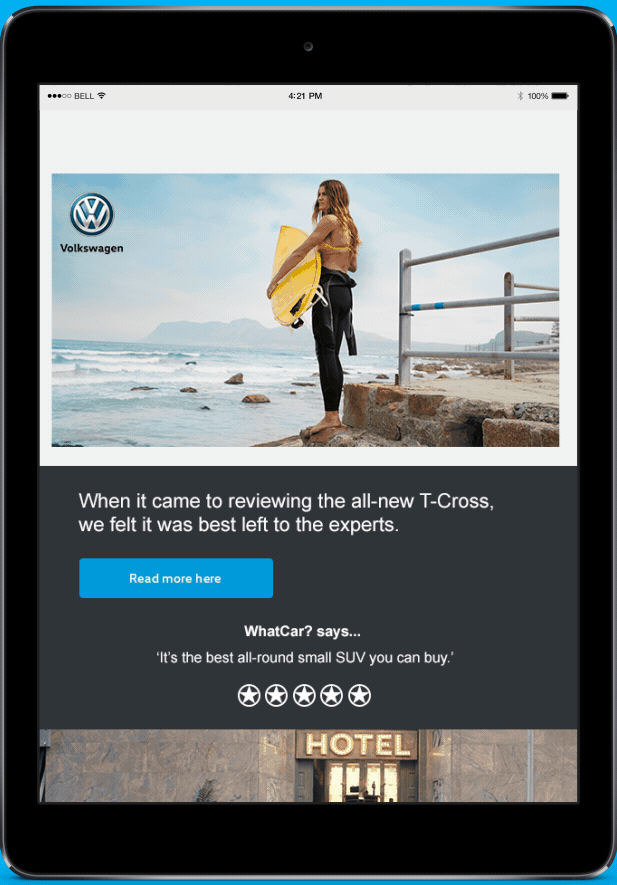 BELL
4:21 PM
100%
Volkswagen
When it came to reviewing the all-new T-Cross,
we felt it was best left to the experts.
Read more here
WhatCar? says...
‘It’s the best all-round small SUV you can buy.’
HOTEL